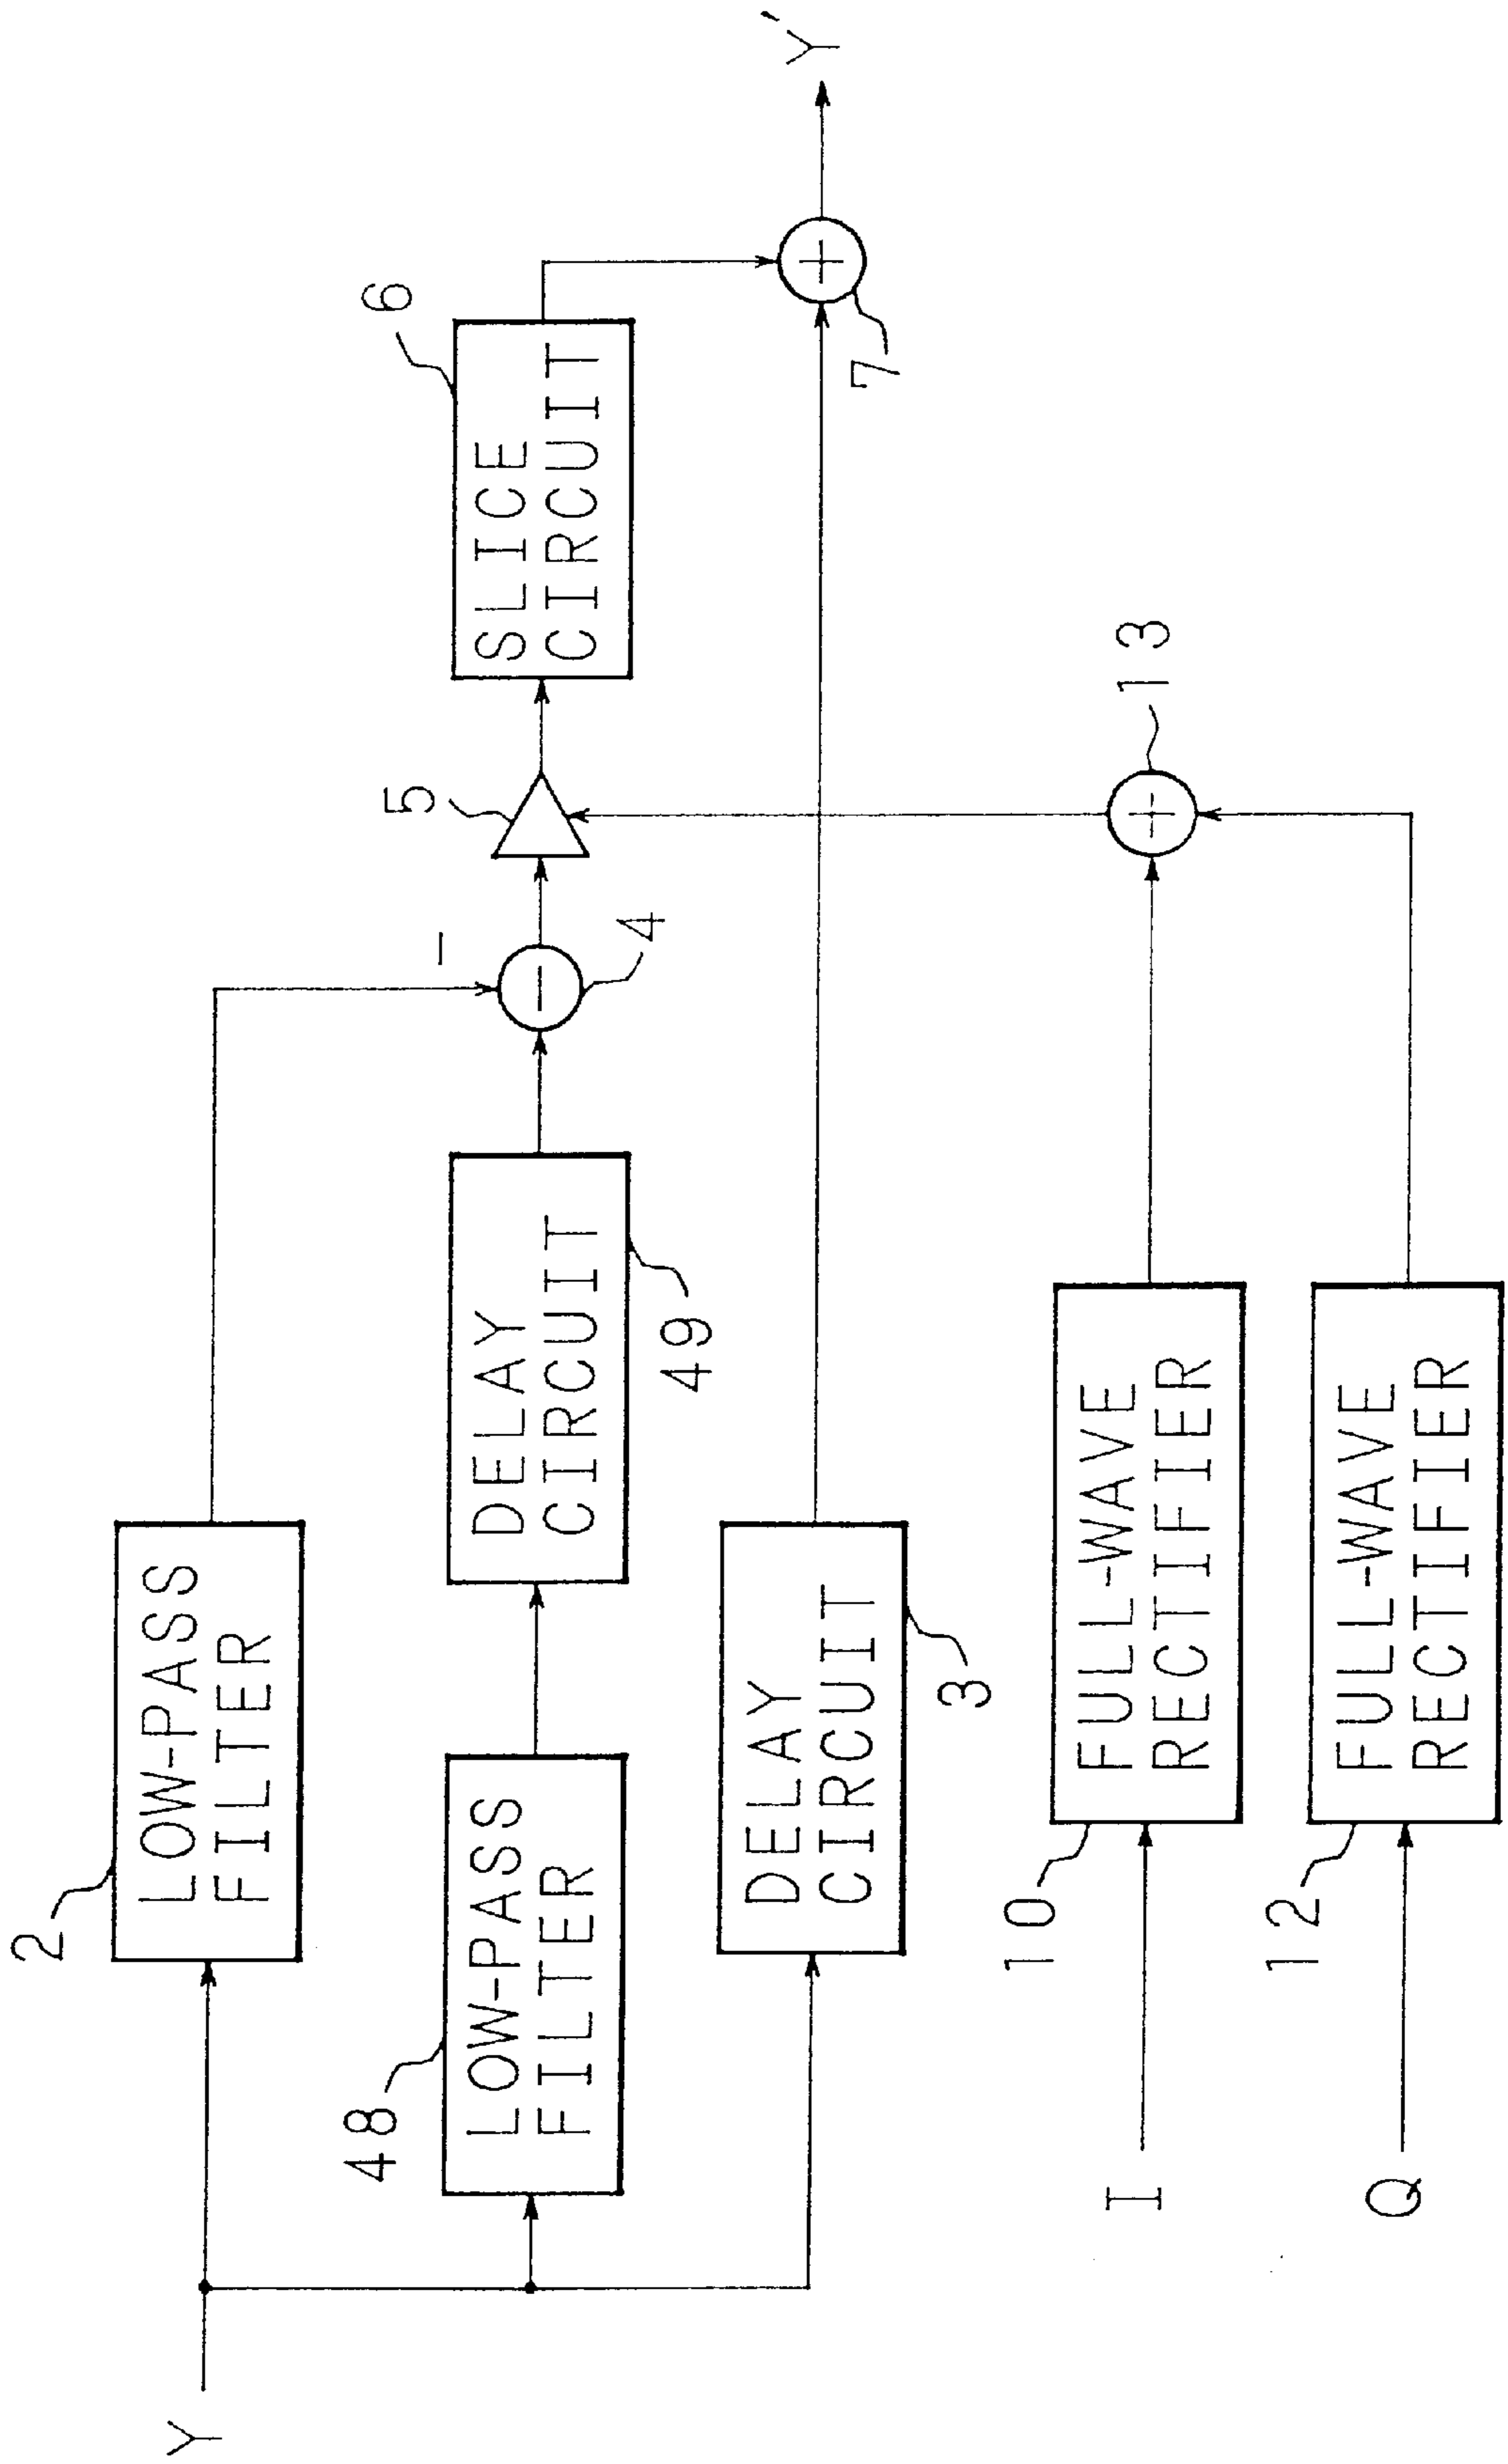 Y
2
LOW-PASS
FILTER
48
LOW-PASS
FILTER
DELAY
CIRCUIT
49
DELAY
CIRCUIT
3
−
4
5
6
SLICE
CIRCUIT
7
Y'
I
10
FULL-WAVE
RECTIFIER
Q
12
FULL-WAVE
RECTIFIER
13